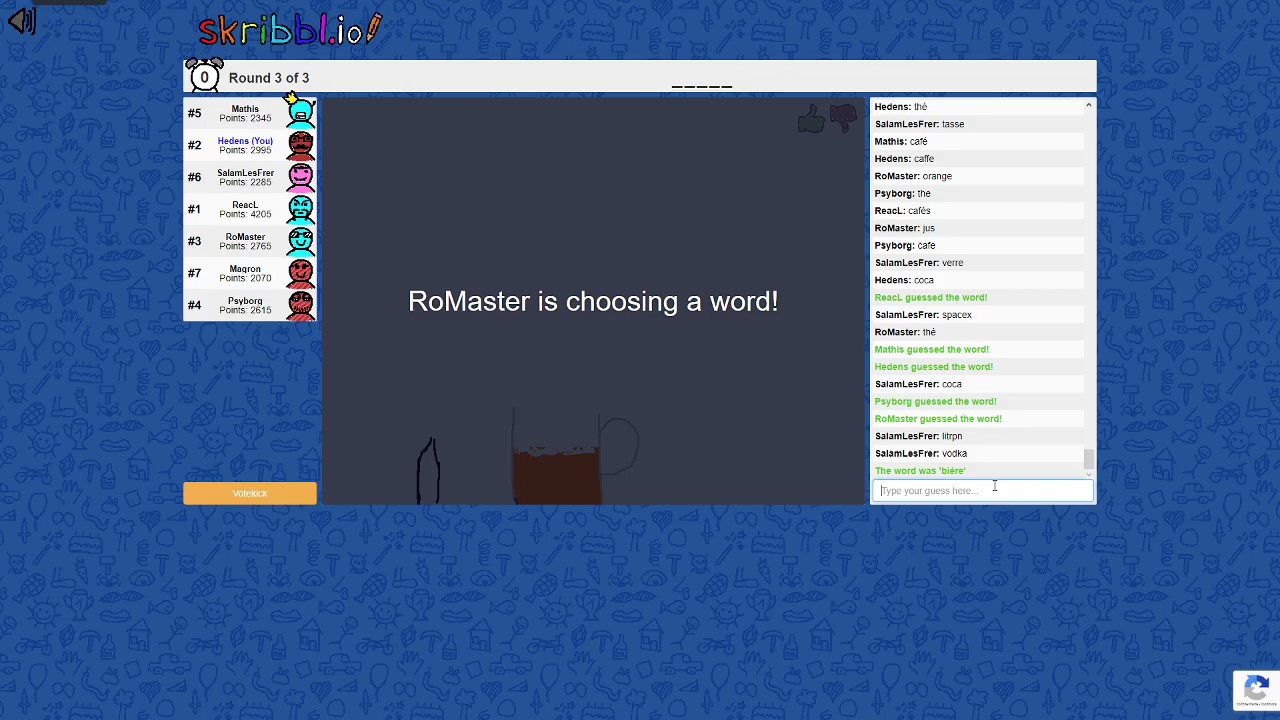 skribbl.io
0
Round 3 of 3
_____
#5
Mathis
Points: 2345
#2
Hedens (You)
Points: 2995
#6
SalamLesFrer
Points: 2285
#1
ReacL
Points: 4205
#3
RoMaster
Points: 2765
#7
Maqron
Points: 2070
#4
Psyborg
Points: 2615
Votekick
RoMaster is choosing a word!
Hedens: thé
SalamLesFrer: tasse
Mathis: café
Hedens: caffe
RoMaster: orange
Psyborg: the
ReacL: cafés
RoMaster: jus
Psyborg: cafe
SalamLesFrer: verre
Hedens: coca
ReacL guessed the word!
SalamLesFrer: spacex
RoMaster: thé
Mathis guessed the word!
Hedens guessed the word!
SalamLesFrer: coca
Psyborg guessed the word!
RoMaster guessed the word!
SalamLesFrer: litrpn
SalamLesFrer: vodka
The word was 'bière'
Type your guess here...